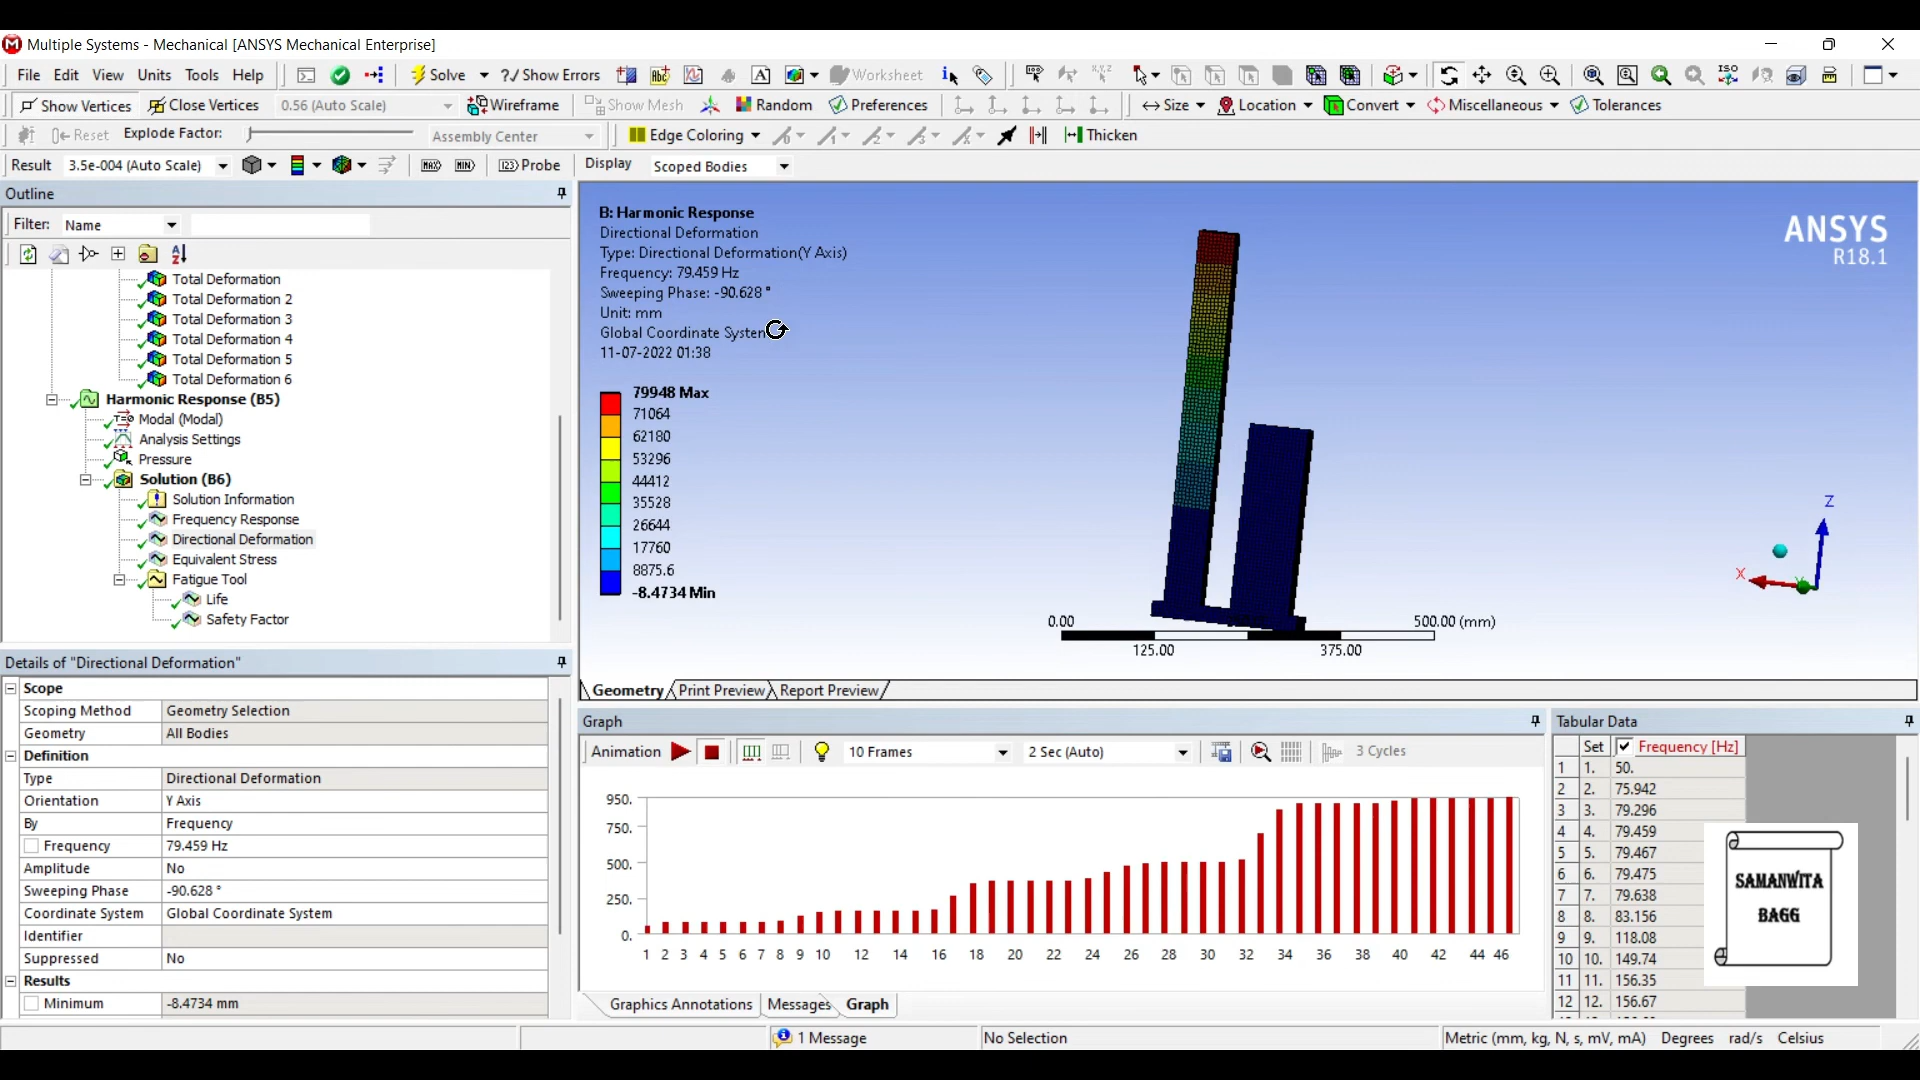 Multiple Systems - Mechanical [ANSYS Mechanical Enterprise]
File Edit View Units Tools Help Solve ?/ Show Errors Worksheet
Show Vertices Close Vertices 0.56 (Auto Scale) Wireframe Show Mesh Random Preferences Size Location Convert Miscellaneous Tolerances
Reset Explode Factor: Assembly Center Edge Coloring Thicken
Result 3.5e-004 (Auto Scale) MAX MIN Probe Display Scoped Bodies
Outline
Filter: Name
Total Deformation
Total Deformation 2
Total Deformation 3
Total Deformation 4
Total Deformation 5
Total Deformation 6
Harmonic Response (B5)
Modal (Modal)
Analysis Settings
Pressure
Solution (B6)
Solution Information
Frequency Response
Directional Deformation
Equivalent Stress
Fatigue Tool
Life
Safety Factor
B: Harmonic Response
Directional Deformation
Type: Directional Deformation(Y Axis)
Frequency: 79.459 Hz
Sweeping Phase: -90.628 °
Unit: mm
Global Coordinate System
11-07-2022 01:38
79948 Max
71064
62180
53296
44412
35528
26644
17760
8875.6
-8.4734 Min
ANSYS
R18.1
Z
X
Y
0.00 500.00 (mm)
125.00 375.00
Geometry Print Preview Report Preview
Details of "Directional Deformation"
Scope
Scoping Method Geometry Selection
Geometry All Bodies
Definition
Type Directional Deformation
Orientation Y Axis
By Frequency
Frequency 79.459 Hz
Amplitude No
Sweeping Phase -90.628 °
Coordinate System Global Coordinate System
Identifier
Suppressed No
Results
Minimum -8.4734 mm
Graph
Animation 10 Frames 2 Sec (Auto) 3 Cycles
950.
750.
500.
250.
0.
1 2 3 4 5 6 7 8 9 10 12 14 16 18 20 22 24 26 28 30 32 34 36 38 40 42 44 46
Graphics Annotations Messages Graph
Tabular Data
Set Frequency [Hz]
1 1. 50.
2 2. 75.942
3 3. 79.296
4 4. 79.459
5 5. 79.467
6 6. 79.475
7 7. 79.638
8 8. 83.156
9 9. 118.08
10 10. 149.74
11 11. 156.35
12 12. 156.67
SAMANWITA
BAGG
1 Message No Selection Metric (mm, kg, N, s, mV, mA) Degrees rad/s Celsius